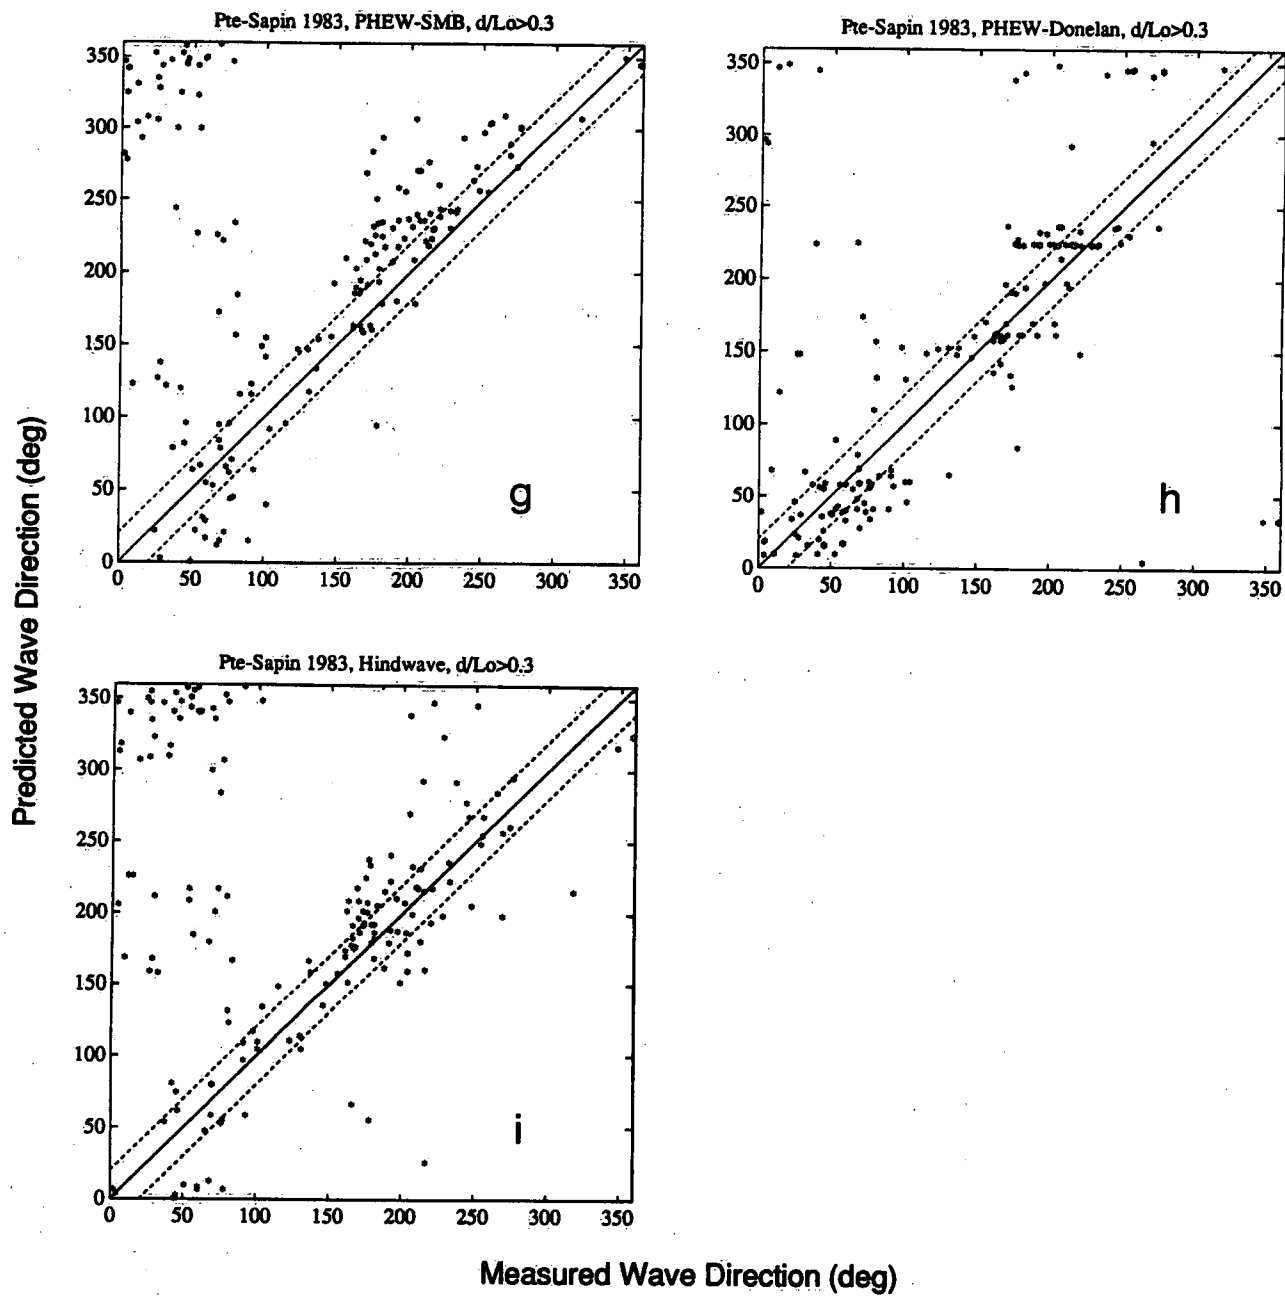 Pte-Sapin 1983, PHEW-SMB, d/Lo>0.3
350
300
250
200
150
100
50
0
0 50 100 150 200 250 300 350
g
Pte-Sapin 1983, PHEW-Donelan, d/Lo>0.3
350
300
250
200
150
100
50
0
0 50 100 150 200 250 300 350
h
Predicted Wave Direction (deg)
Pte-Sapin 1983, Hindwave, d/Lo>0.3
350
300
250
200
150
100
50
0
0 50 100 150 200 250 300 350
i
Measured Wave Direction (deg)